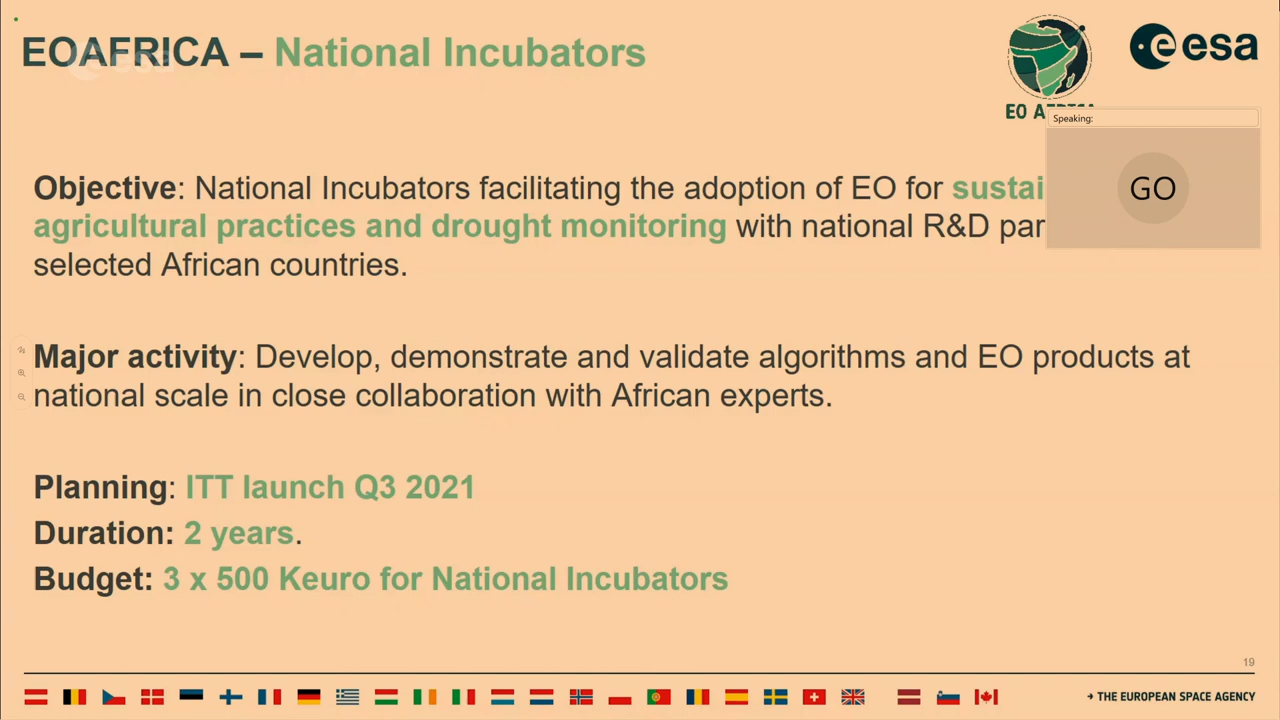 EOAFRICA – National Incubators
esa
EO AFRICA
Speaking:
GO
Objective: National Incubators facilitating the adoption of EO for sustai
agricultural practices and drought monitoring with national R&D par
selected African countries.
Major activity: Develop, demonstrate and validate algorithms and EO products at
national scale in close collaboration with African experts.
Planning: ITT launch Q3 2021
Duration: 2 years.
Budget: 3 x 500 Keuro for National Incubators
19
→ THE EUROPEAN SPACE AGENCY